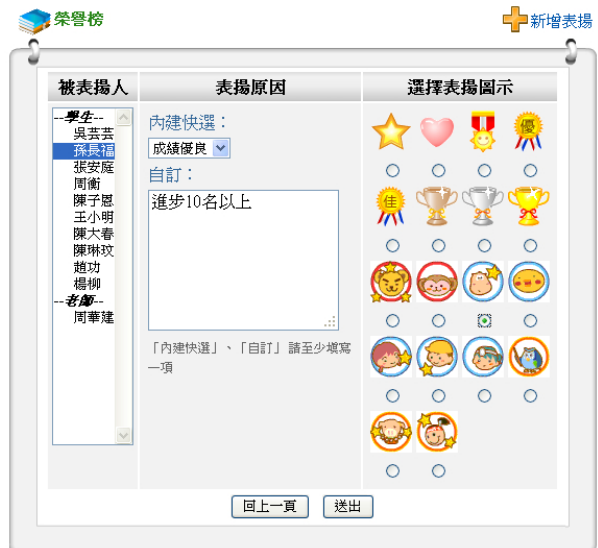 榮譽榜
新增表揚
被表揚人
表揚原因
選擇表揚圖示
--學生--
吳芸芸
孫長福
張安庭
周衡
陳子恩
王小明
陳大春
陳琳玟
趙功
楊柳
--老師--
周華建
內建快選：
成績優良
自訂：
進步10名以上
「內建快選」、「自訂」請至少填寫
一項
優
佳
回上一頁
送出